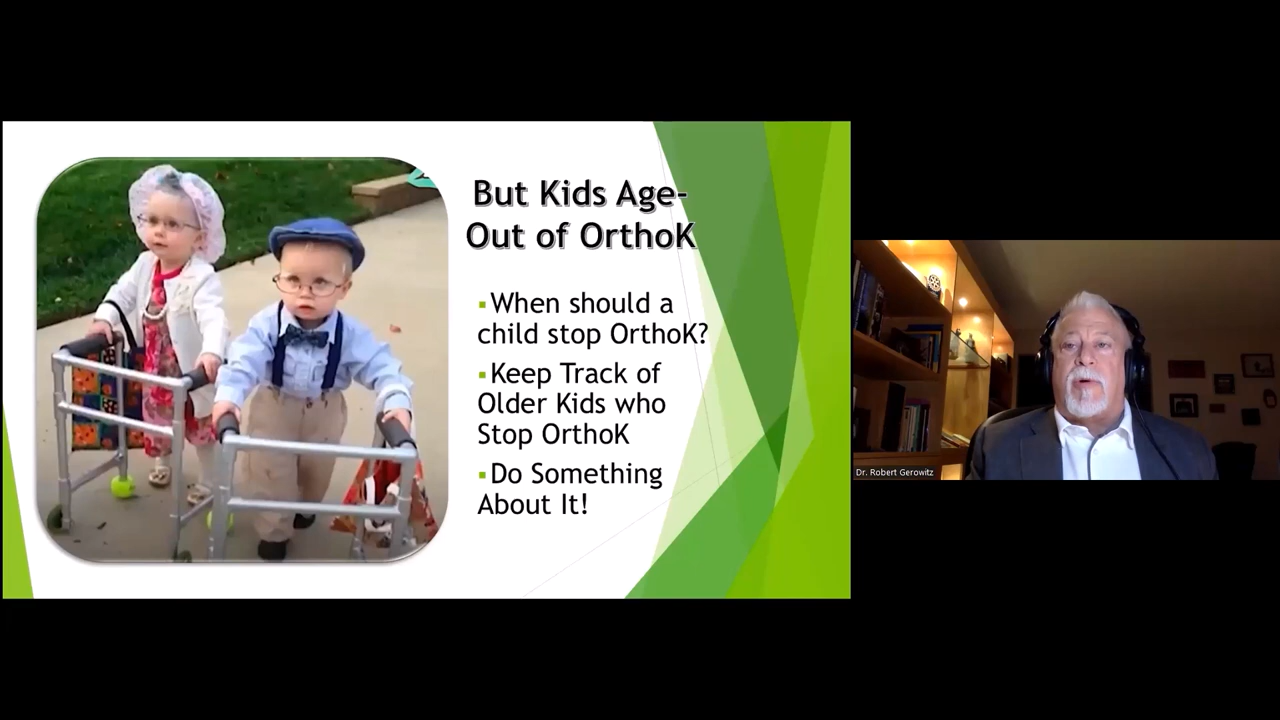 But Kids Age-
Out of OrthoK
▪When should a
child stop OrthoK?
▪Keep Track of
Older Kids who
Stop OrthoK
▪Do Something
About It!
Dr. Robert Gerowitz